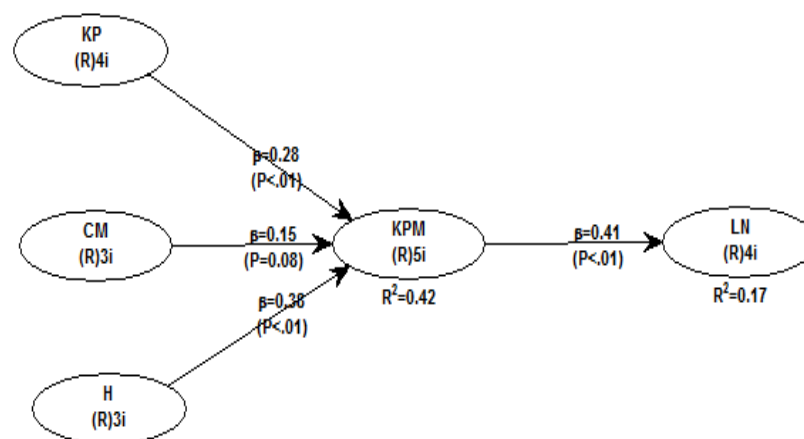 KP
(R)4i
β=0.28
(P<.01)
CM
(R)3i
β=0.15
(P=0.08)
KPM
(R)5i
R²=0.42
β=0.41
(P<.01)
LN
(R)4i
R²=0.17
β=0.38
(P<.01)
H
(R)3i